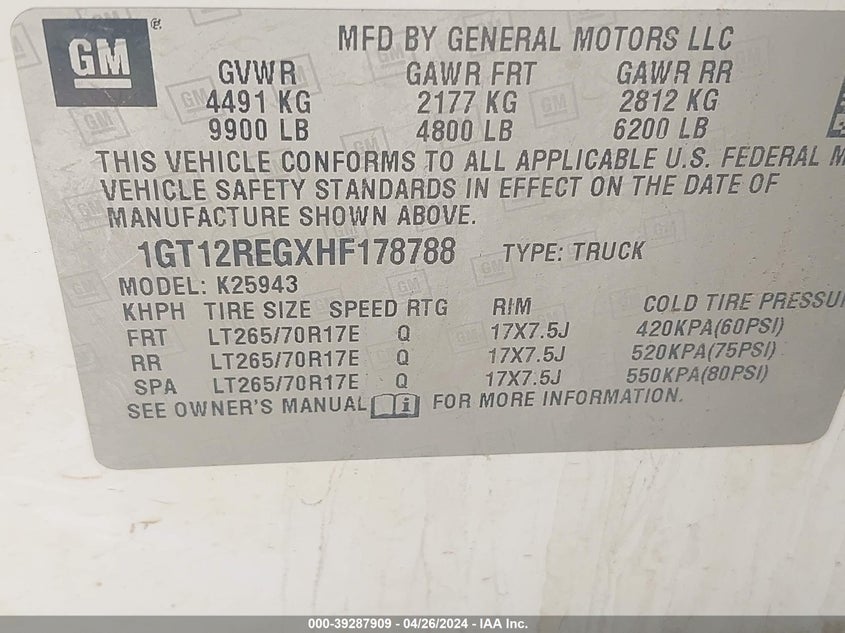 GM
MFD BY GENERAL MOTORS LLC
GVWR GAWR FRT GAWR RR
4491 KG 2177 KG 2812 KG
9900 LB 4800 LB 6200 LB
THIS VEHICLE CONFORMS TO ALL APPLICABLE U.S. FEDERAL M
VEHICLE SAFETY STANDARDS IN EFFECT ON THE DATE OF
MANUFACTURE SHOWN ABOVE.
1GT12REGXHF178788 TYPE: TRUCK
MODEL: K25943
KHPH TIRE SIZE SPEED RTG RIM COLD TIRE PRESSU
FRT LT265/70R17E Q 17X7.5J 420KPA(60PSI)
RR LT265/70R17E Q 17X7.5J 520KPA(75PSI)
SPA LT265/70R17E Q 17X7.5J 550KPA(80PSI)
SEE OWNER'S MANUAL FOR MORE INFORMATION.
000-39287909 - 04/26/2024 - IAA Inc.